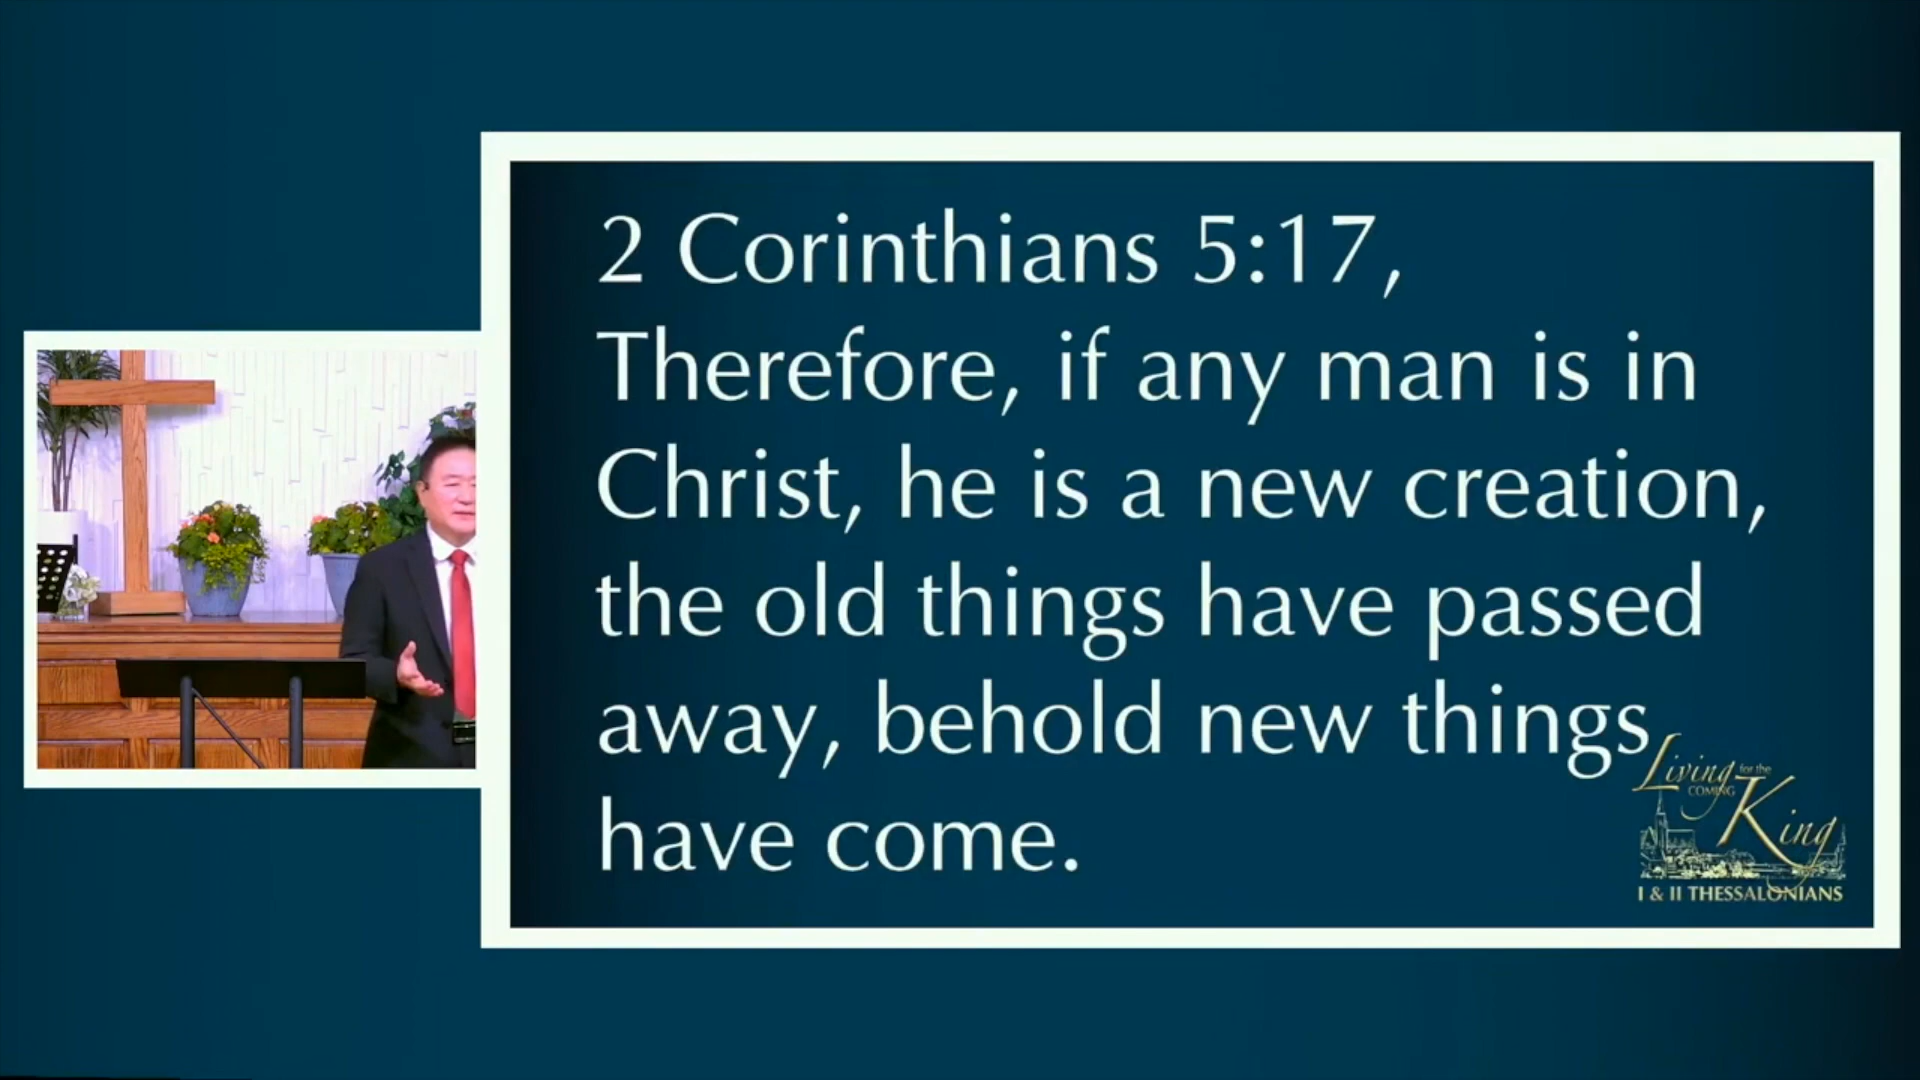 2 Corinthians 5:17,
Therefore, if any man is in
Christ, he is a new creation,
the old things have passed
away, behold new things
have come.
Living for the
COMING
King
I & II THESSALONIANS